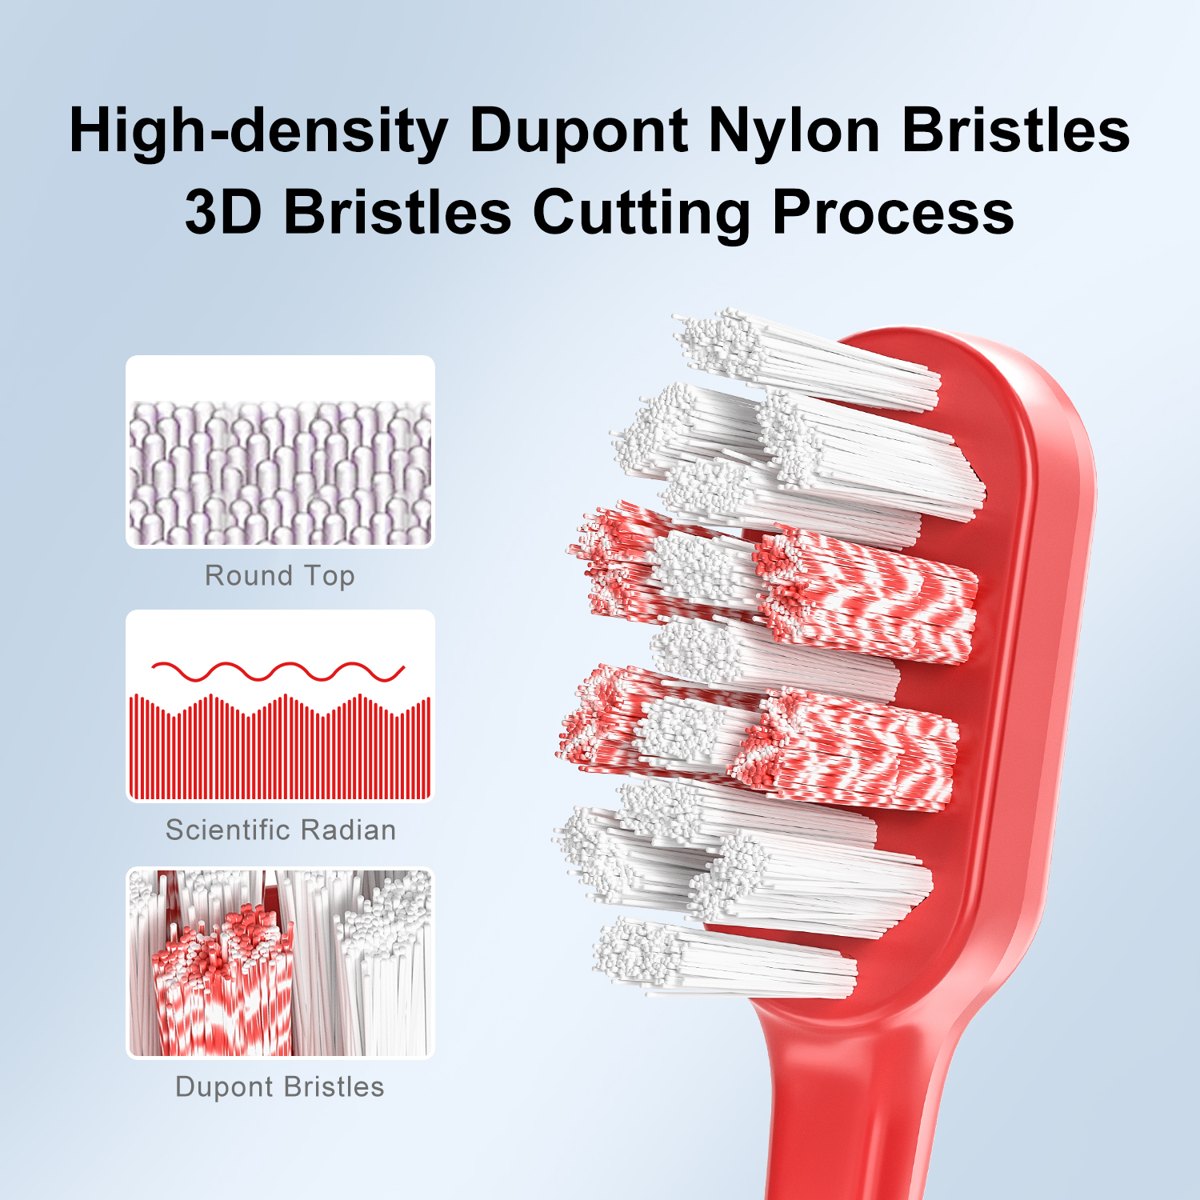 High-density Dupont Nylon Bristles
3D Bristles Cutting Process
Round Top
Scientific Radian
Dupont Bristles